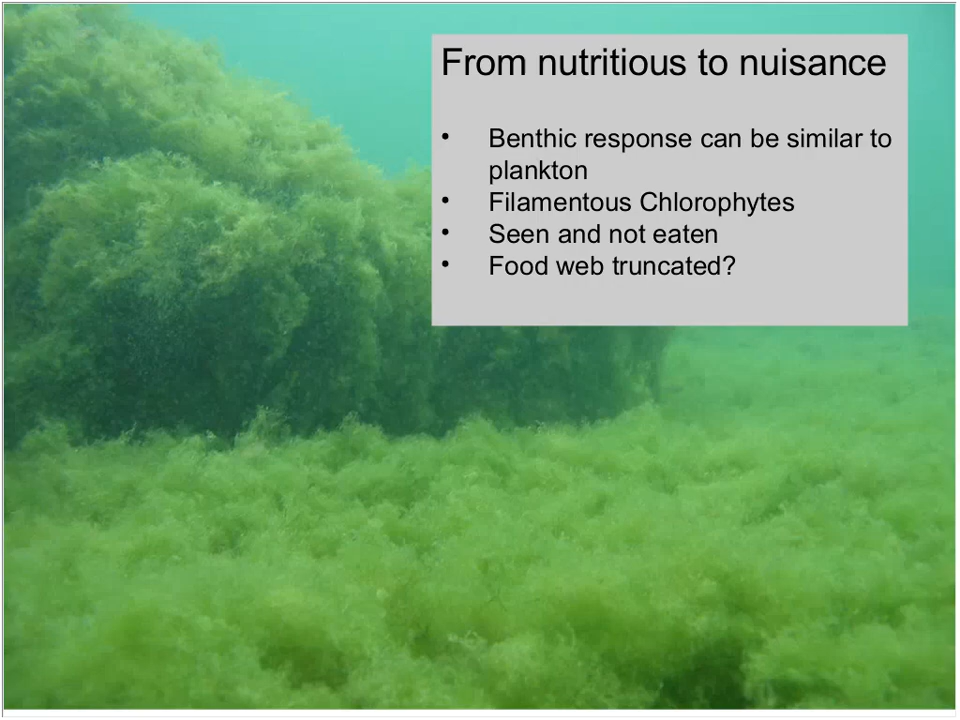 From nutritious to nuisance
• Benthic response can be similar to
plankton
• Filamentous Chlorophytes
• Seen and not eaten
• Food web truncated?